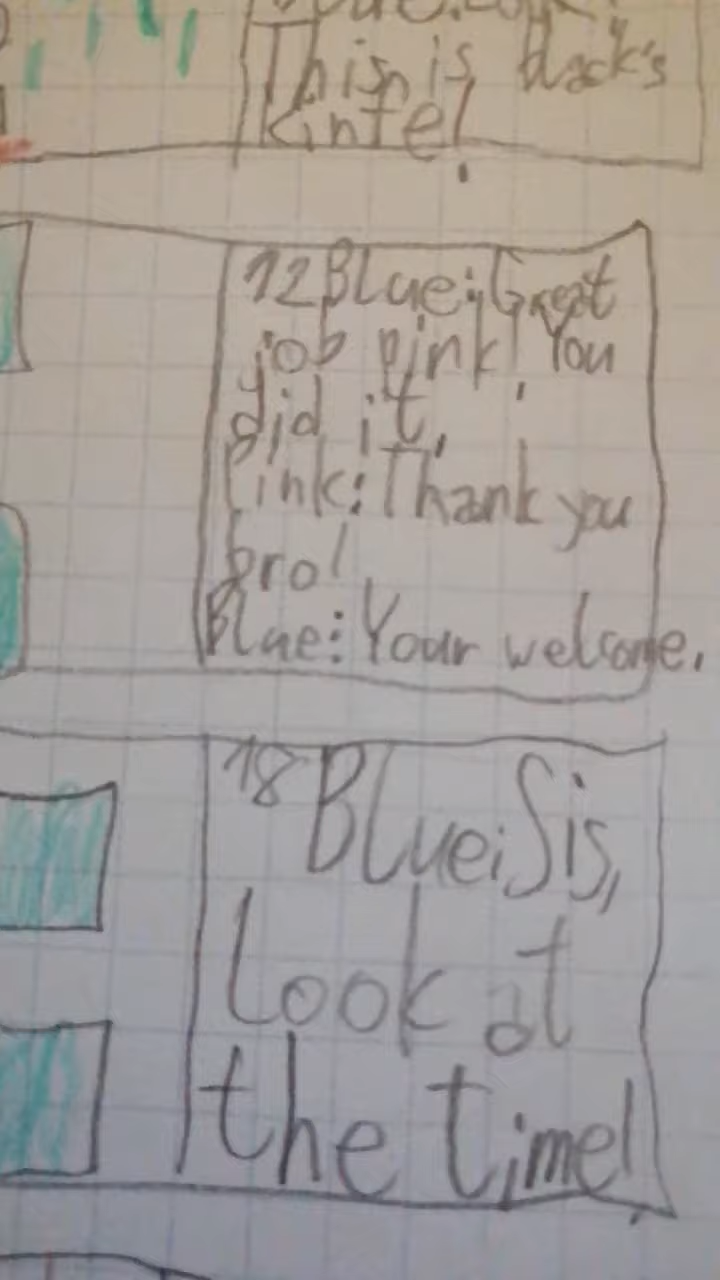 This is black's
kinfe!
12 Blue: Great
job pink! You
did it,
Pink: Thank you
bro!
Blue: Your welcome.
18 Blue: Sis,
look at
the time!